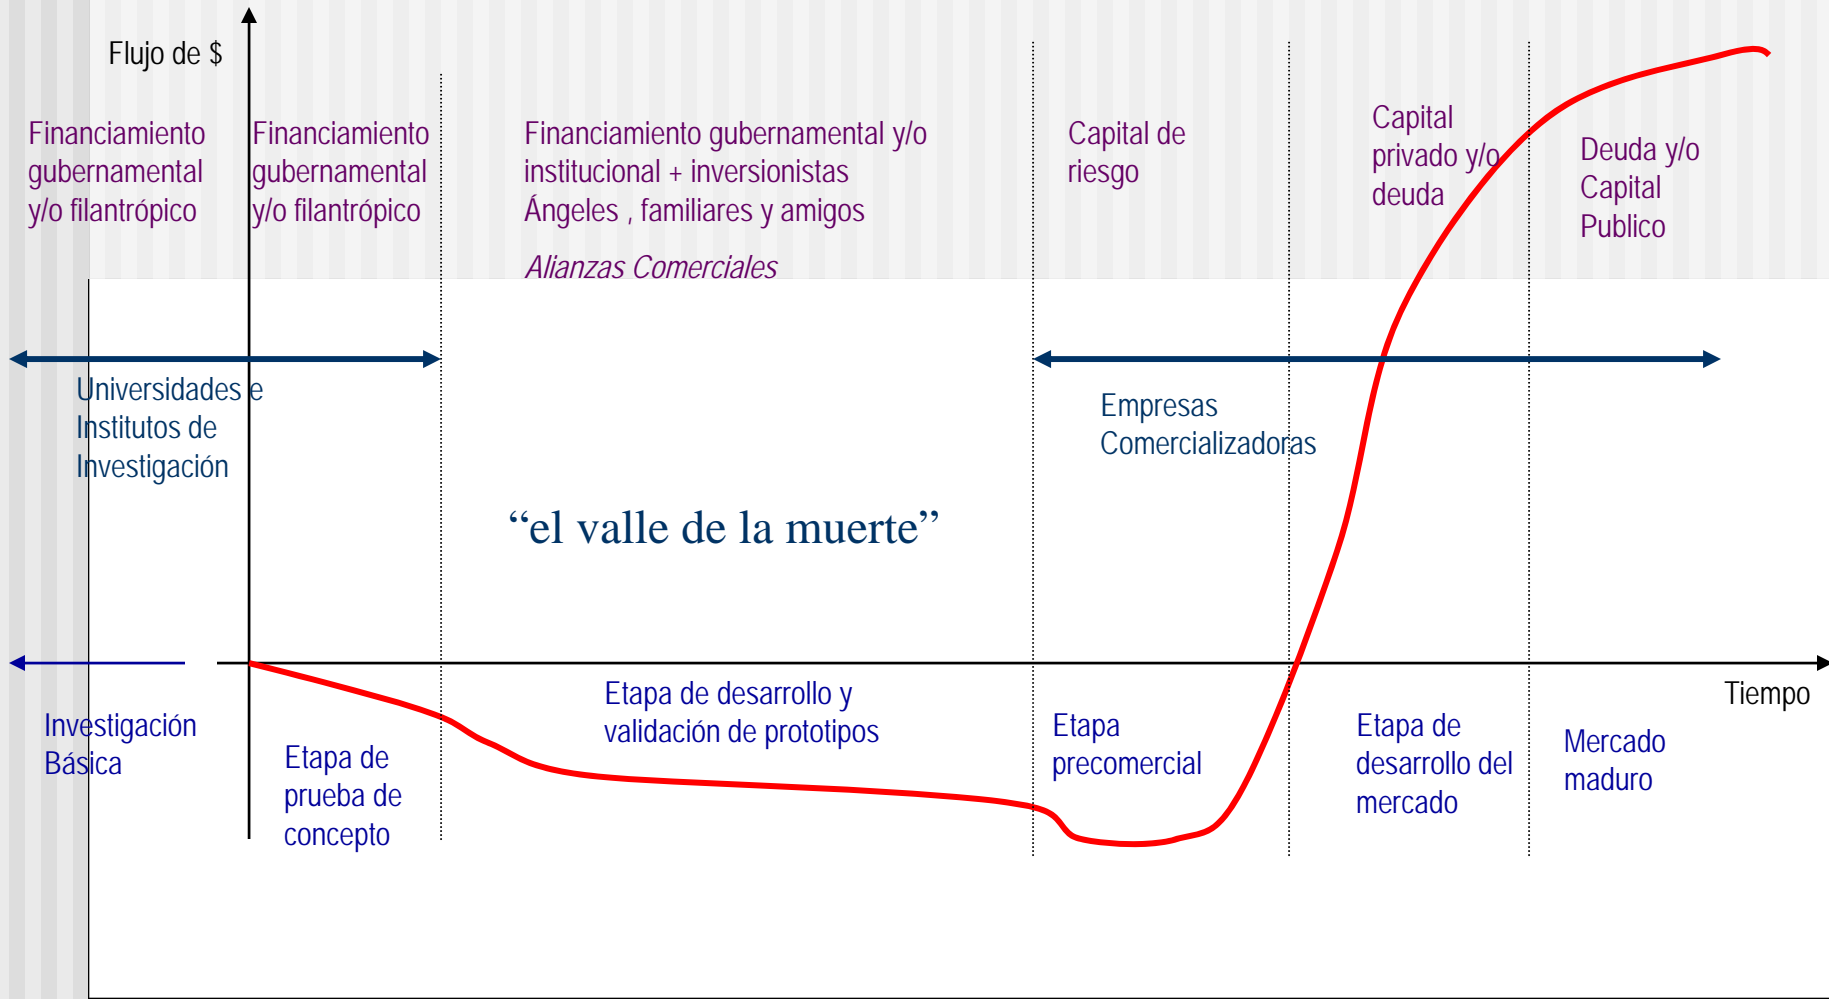 Flujo de $
Financiamiento
gubernamental
y/o filantrópico
Financiamiento
gubernamental
y/o filantrópico
Financiamiento gubernamental y/o
institucional + inversionistas
Ángeles , familiares y amigos
Alianzas Comerciales
Capital de
riesgo
Capital
privado y/o
deuda
Deuda y/o
Capital
Publico
Universidades e
Institutos de
Investigación
Empresas
Comercializadoras
“el valle de la muerte”
Tiempo
Investigación
Básica
Etapa de
prueba de
concepto
Etapa de desarrollo y
validación de prototipos
Etapa
precomercial
Etapa de
desarrollo del
mercado
Mercado
maduro